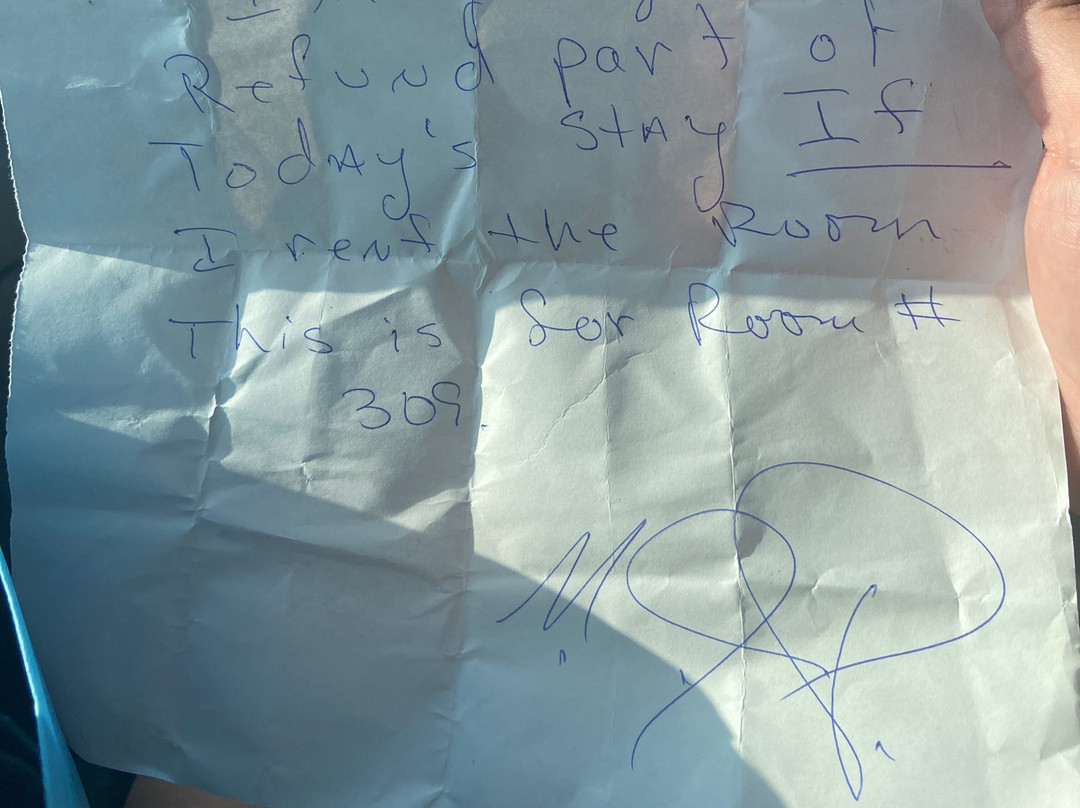 Refund part of
Today's stay If
I rent the Room
This is for Room #
309.